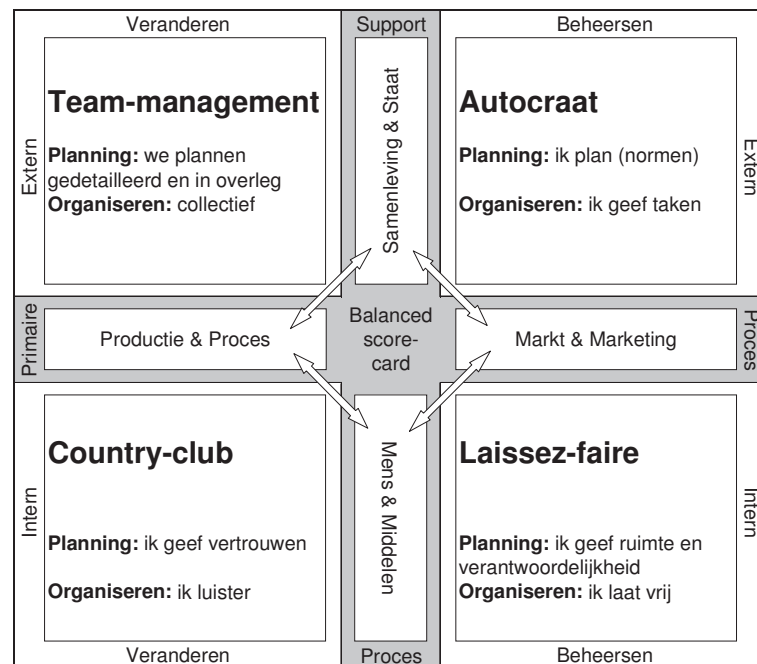 Veranderen
Support
Beheersen
Extern
Team-management
Planning: we plannen
gedetailleerd en in overleg
Organiseren: collectief
Samenleving & Staat
Autocraat
Planning: ik plan (normen)
Organiseren: ik geef taken
Extern
Primaire
Productie & Proces
Balanced
score-
card
Markt & Marketing
Proces
Intern
Country-club
Planning: ik geef vertrouwen
Organiseren: ik luister
Mens & Middelen
Laissez-faire
Planning: ik geef ruimte en
verantwoordelijkheid
Organiseren: ik laat vrij
Intern
Veranderen
Proces
Beheersen